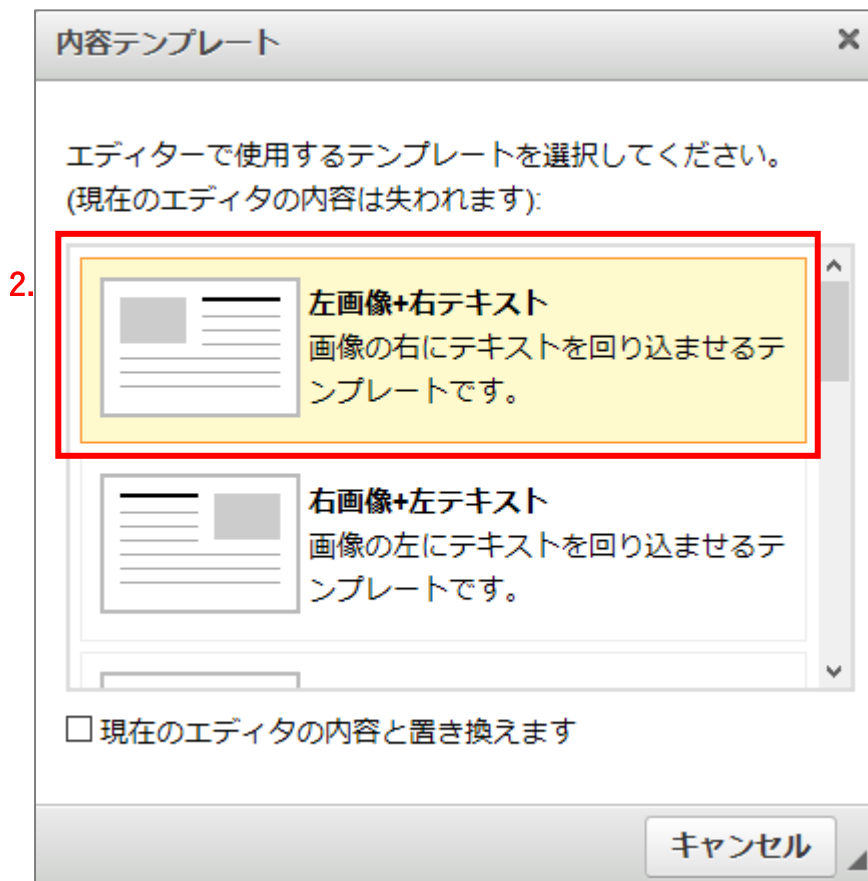 内容テンプレート
エディターで使用するテンプレートを選択してください。
(現在のエディタの内容は失われます):
2.
左画像+右テキスト
画像の右にテキストを回り込ませるテ
ンプレートです。
右画像+左テキスト
画像の左にテキストを回り込ませるテ
ンプレートです。
現在のエディタの内容と置き換えます
キャンセル